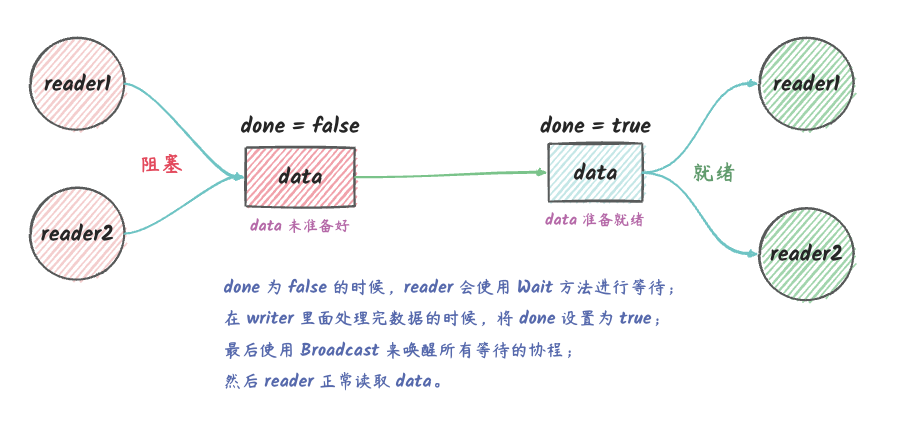 reader1
reader2
阻塞
done = false
data
data 未准备好
done = true
data
data 准备就绪
就绪
reader1
reader2
done 为 false 的时候，reader 会使用 Wait 方法进行等待；
在 writer 里面处理完数据的时候，将 done 设置为 true；
最后使用 Broadcast 来唤醒所有等待的协程；
然后 reader 正常读取 data。